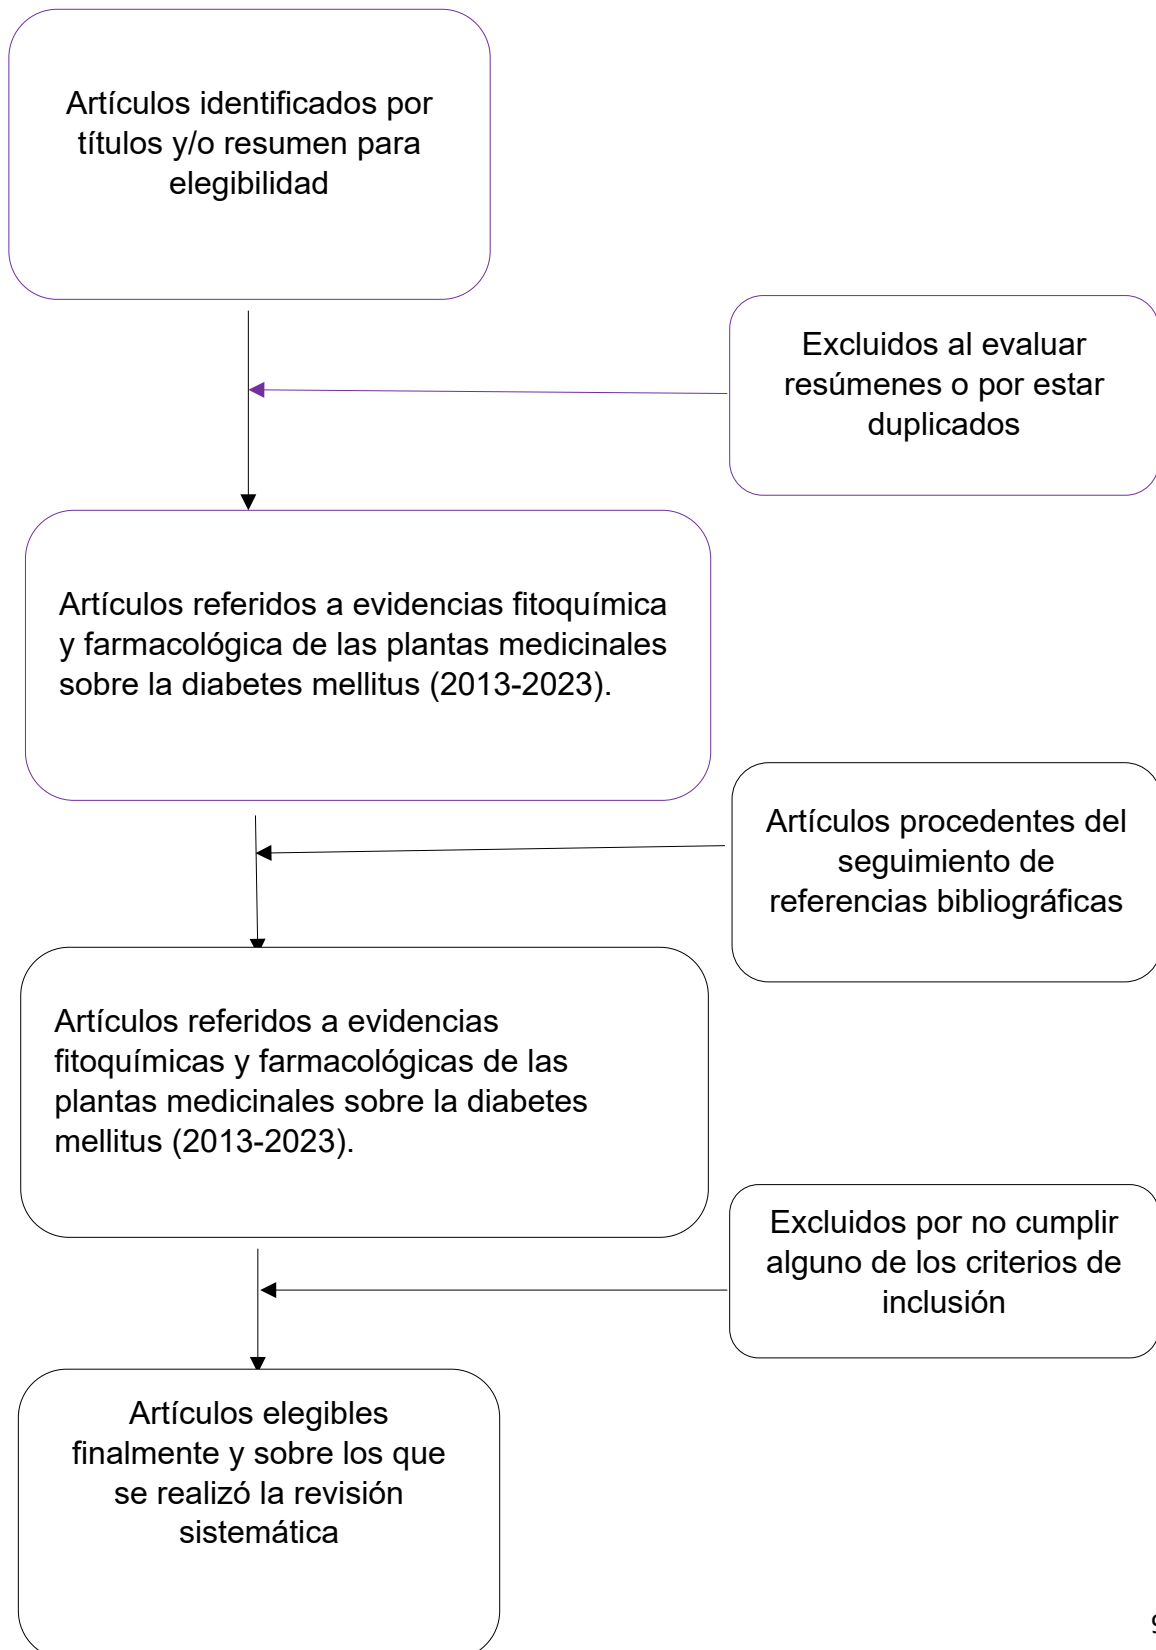 Artículos identificados por
títulos y/o resumen para
elegibilidad
Excluidos al evaluar
resúmenes o por estar
duplicados
Artículos referidos a evidencias fitoquímica
y farmacológica de las plantas medicinales
sobre la diabetes mellitus (2013-2023).
Artículos procedentes del
seguimiento de
referencias bibliográficas
Artículos referidos a evidencias
fitoquímicas y farmacológicas de las
plantas medicinales sobre la diabetes
mellitus (2013-2023).
Excluidos por no cumplir
alguno de los criterios de
inclusión
Artículos elegibles
finalmente y sobre los que
se realizó la revisión
sistemática